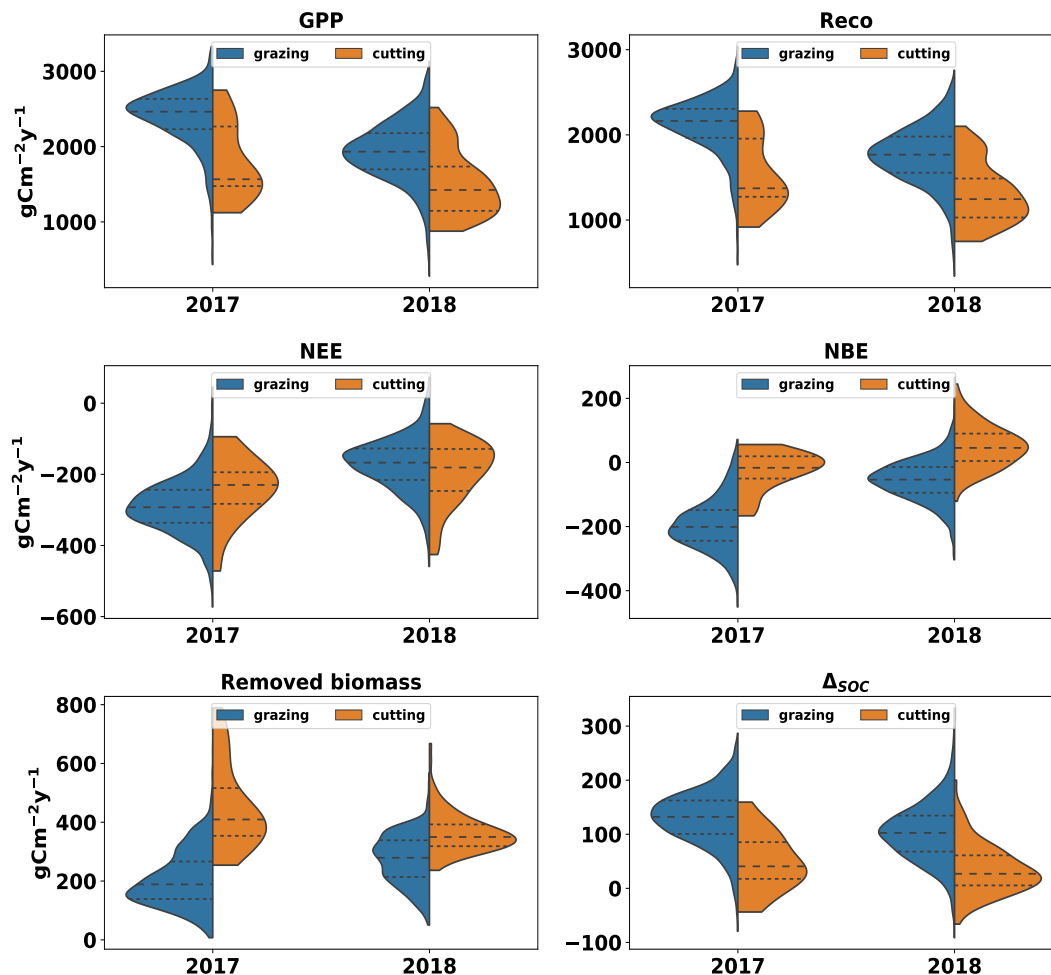 GPP
grazing cutting
gCm⁻²y⁻¹
3000
2000
1000
2017 2018
Reco
grazing cutting
3000
2000
1000
2017 2018
NEE
grazing cutting
gCm⁻²y⁻¹
0
−200
−400
−600
2017 2018
NBE
grazing cutting
200
0
−200
−400
2017 2018
Removed biomass
grazing cutting
gCm⁻²y⁻¹
800
600
400
200
0
2017 2018
Δ_SOC
grazing cutting
300
200
100
0
−100
2017 2018